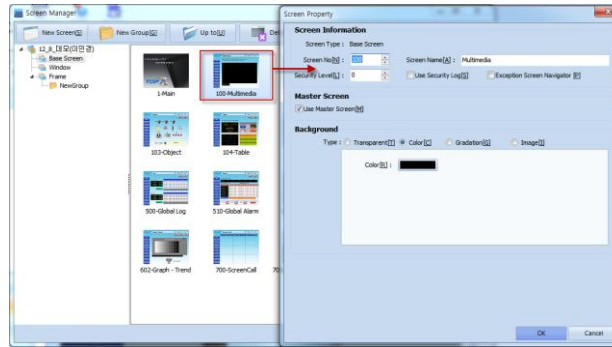 Screen Manager
New Screen[S] New Group[G] Up to[U] Del
12_8_데모(이민경)
Base Screen
Window
Frame
NewGroup
1-Main
100-Multimedia
103-Object
104-Table
500-Global Log
510-Global Alarm
602-Graph - Trend
700-ScreenCall
Screen Property
Screen Information
Screen Type : Base Screen
Screen No[N] : 100 Screen Name[A] : Multimedia
Security Level[L] : 0 Use Security Log[S] Exception Screen Navigator [P]
Master Screen
Use Master Screen[M]
Background
Type : Transparent[T] Color[C] Gradation[G] Image[I]
Color[R] :
OK Cancel